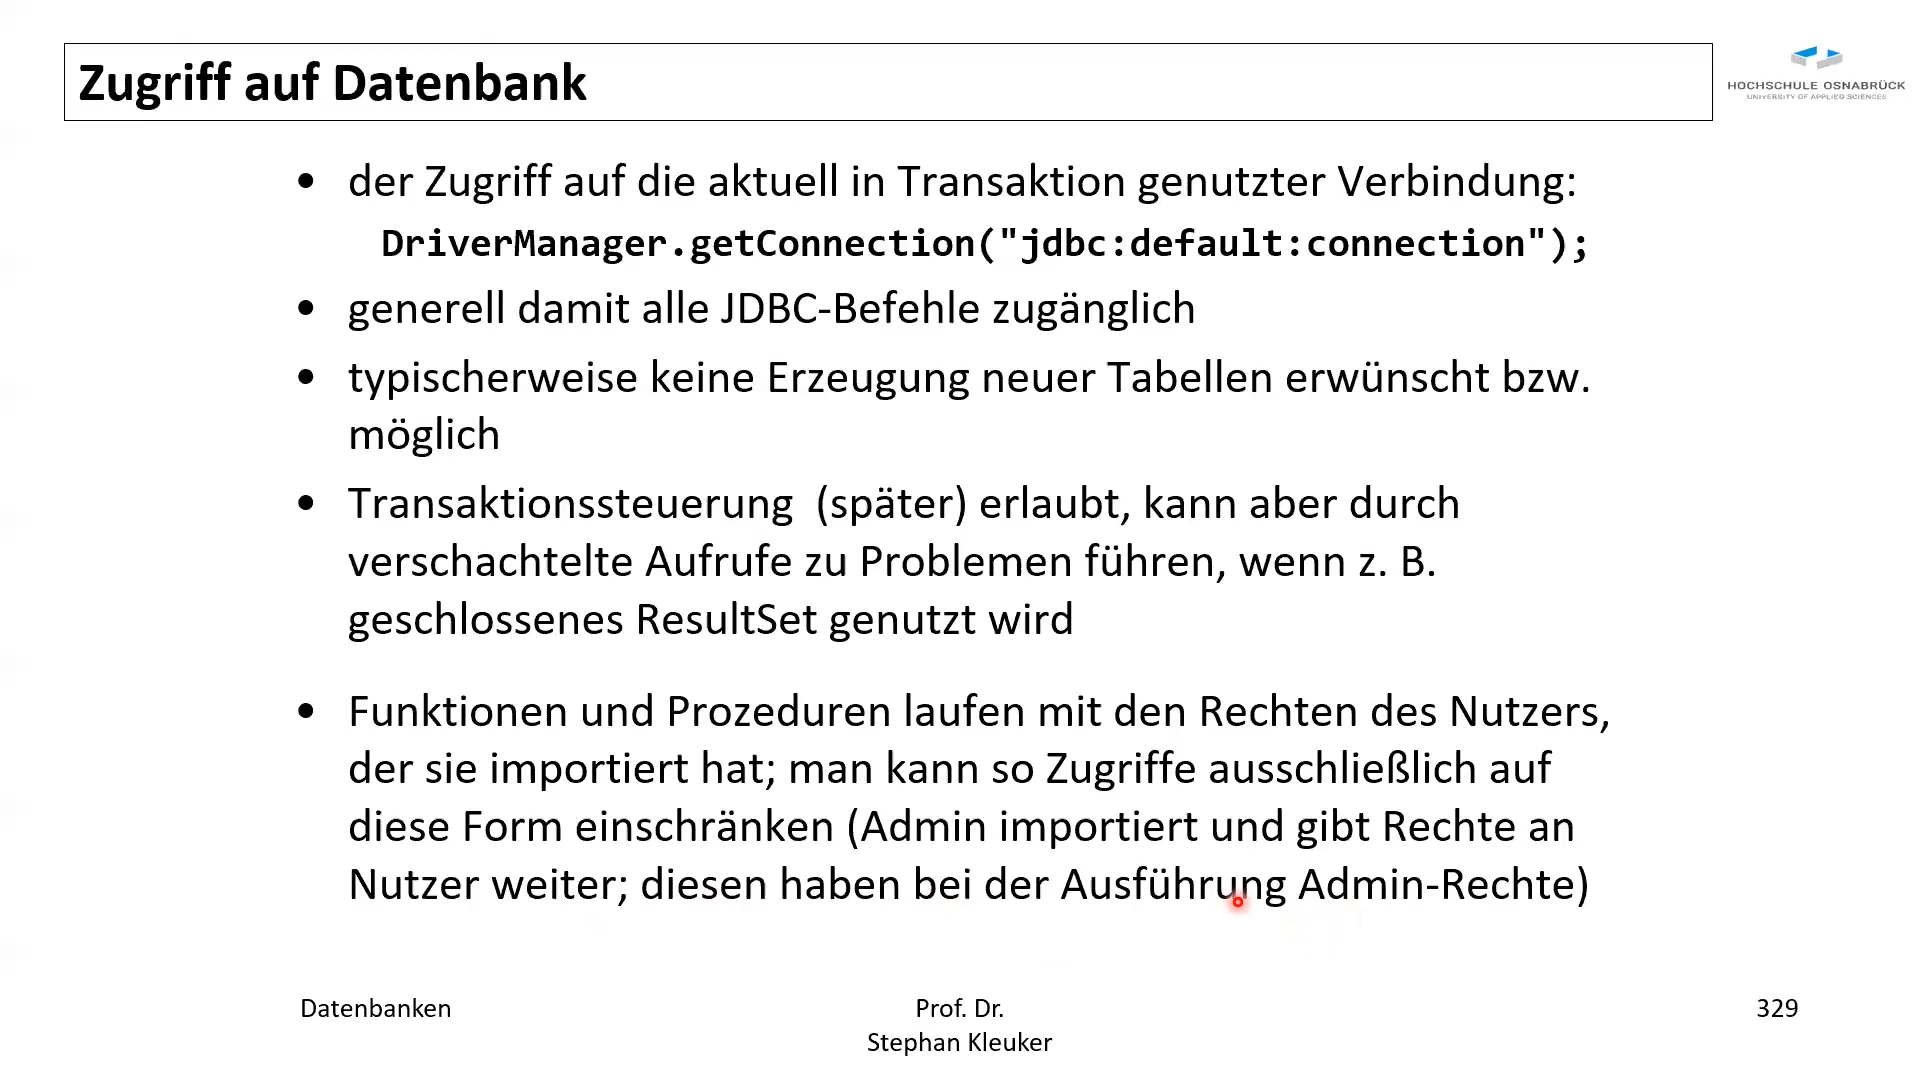 Zugriff auf Datenbank
HOCHSCHULE OSNABRÜCK
UNIVERSITY OF APPLIED SCIENCES
• der Zugriff auf die aktuell in Transaktion genutzter Verbindung:
DriverManager.getConnection("jdbc:default:connection");
• generell damit alle JDBC-Befehle zugänglich
• typischerweise keine Erzeugung neuer Tabellen erwünscht bzw.
möglich
• Transaktionssteuerung (später) erlaubt, kann aber durch
verschachtelte Aufrufe zu Problemen führen, wenn z. B.
geschlossenes ResultSet genutzt wird
• Funktionen und Prozeduren laufen mit den Rechten des Nutzers,
der sie importiert hat; man kann so Zugriffe ausschließlich auf
diese Form einschränken (Admin importiert und gibt Rechte an
Nutzer weiter; diesen haben bei der Ausführung Admin-Rechte)
Datenbanken
Prof. Dr.
Stephan Kleuker
329